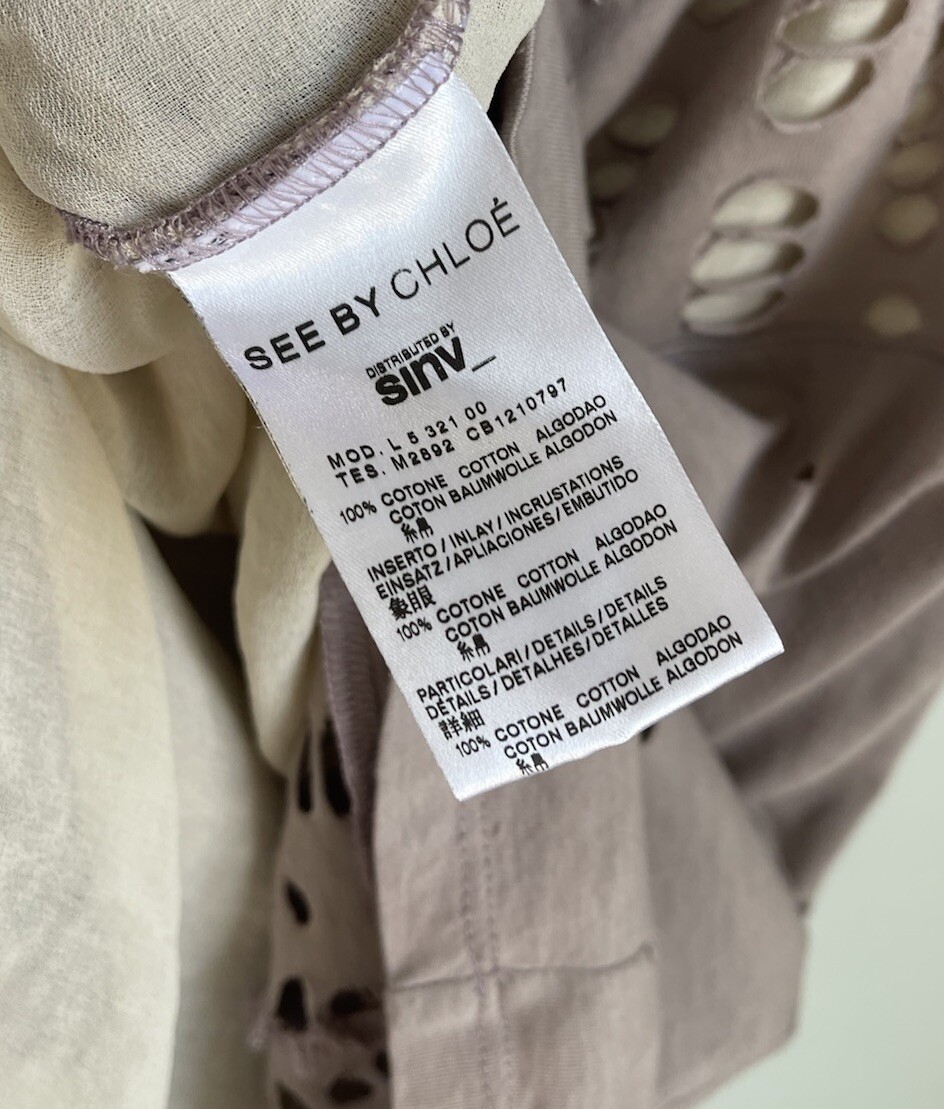 SEE BY CHLOÉ
DISTRIBUTED BY
sinv_
MOD. L 5 321 00
TES. M2892 CB1210797
100% COTONE COTTON ALGODAO
COTON BAUMWOLLE ALGODON
綿
INSERTO / INLAY / INCRUSTATIONS
EINSATZ / APLIACIONES / EMBUTIDO
象眼
100% COTONE COTTON ALGODAO
COTON BAUMWOLLE ALGODON
綿
PARTICOLARI / DETAILS / DETAILS
DÉTAILS / DETALHES / DETALLES
詳細
100% COTONE COTTON ALGODAO
COTON BAUMWOLLE ALGODON
綿